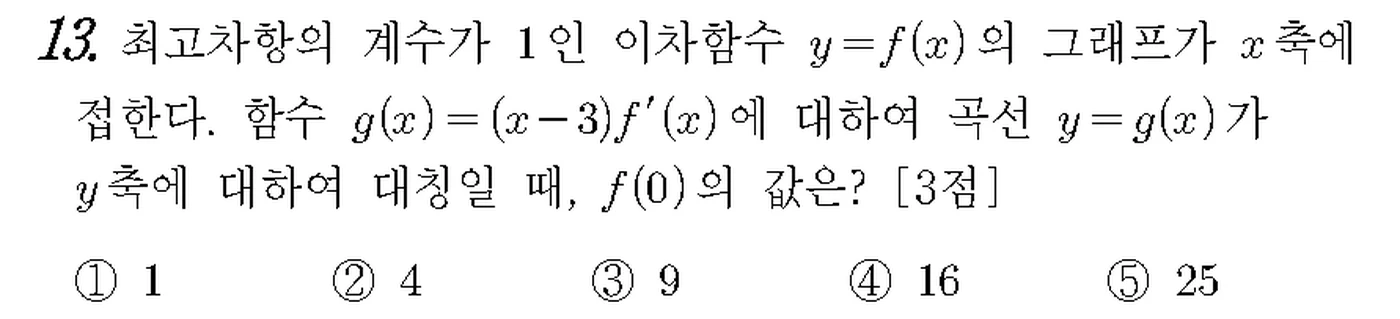 13. 최고차항의 계수가 1인 이차함수 y=f(x)의 그래프가 x축에
접한다. 함수 g(x)=(x-3)f′(x)에 대하여 곡선 y=g(x)가
y축에 대하여 대칭일 때, f(0)의 값은? [3점]
① 1 ② 4 ③ 9 ④ 16 ⑤ 25